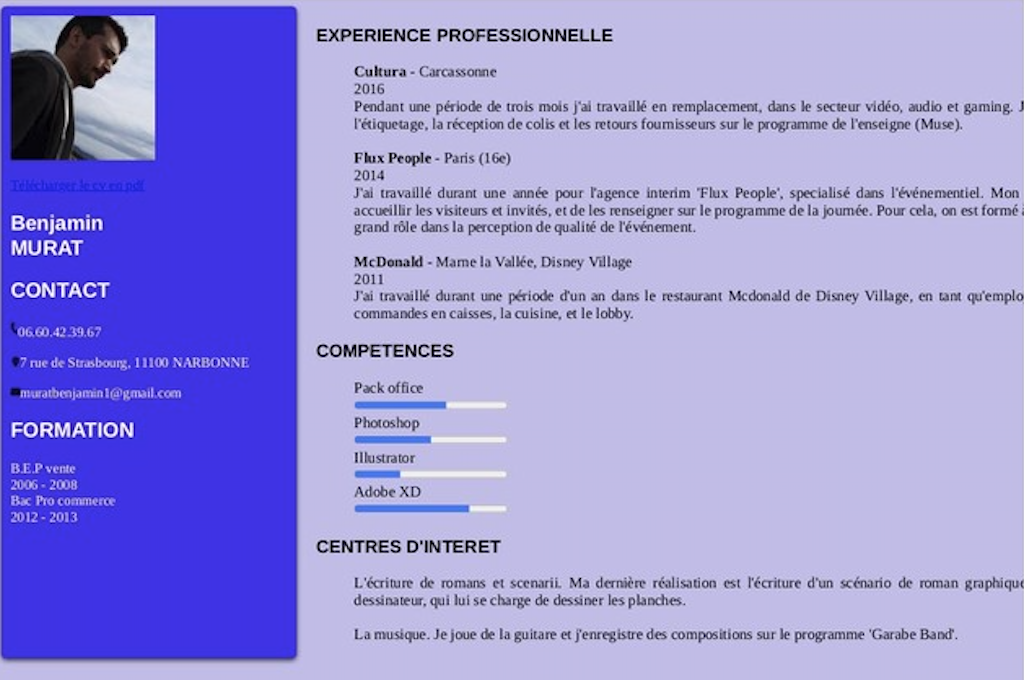 Télécharger le cv en pdf
Benjamin
MURAT
CONTACT
06.60.42.39.67
7 rue de Strasbourg, 11100 NARBONNE
muratbenjamin1@gmail.com
FORMATION
B.E.P vente
2006 - 2008
Bac Pro commerce
2012 - 2013
EXPERIENCE PROFESSIONNELLE
Cultura - Carcassonne
2016
Pendant une période de trois mois j'ai travaillé en remplacement, dans le secteur vidéo, audio et gaming.
l'étiquetage, la réception de colis et les retours fournisseurs sur le programme de l'enseigne (Muse).
Flux People - Paris (16e)
2014
J'ai travaillé durant une année pour l'agence interim 'Flux People', specialisé dans l'événementiel. Mon
accueillir les visiteurs et invités, et de les renseigner sur le programme de la journée. Pour cela, on est formé
grand rôle dans la perception de qualité de l'événement.
McDonald - Marne la Vallée, Disney Village
2011
J'ai travaillé durant une période d'un an dans le restaurant Mcdonald de Disney Village, en tant qu'emplo
commandes en caisses, la cuisine, et le lobby.
COMPETENCES
Pack office
Photoshop
Illustrator
Adobe XD
CENTRES D'INTERET
L'écriture de romans et scenarii. Ma dernière réalisation est l'écriture d'un scénario de roman graphique
dessinateur, qui lui se charge de dessiner les planches.
La musique. Je joue de la guitare et j'enregistre des compositions sur le programme 'Garabe Band'.